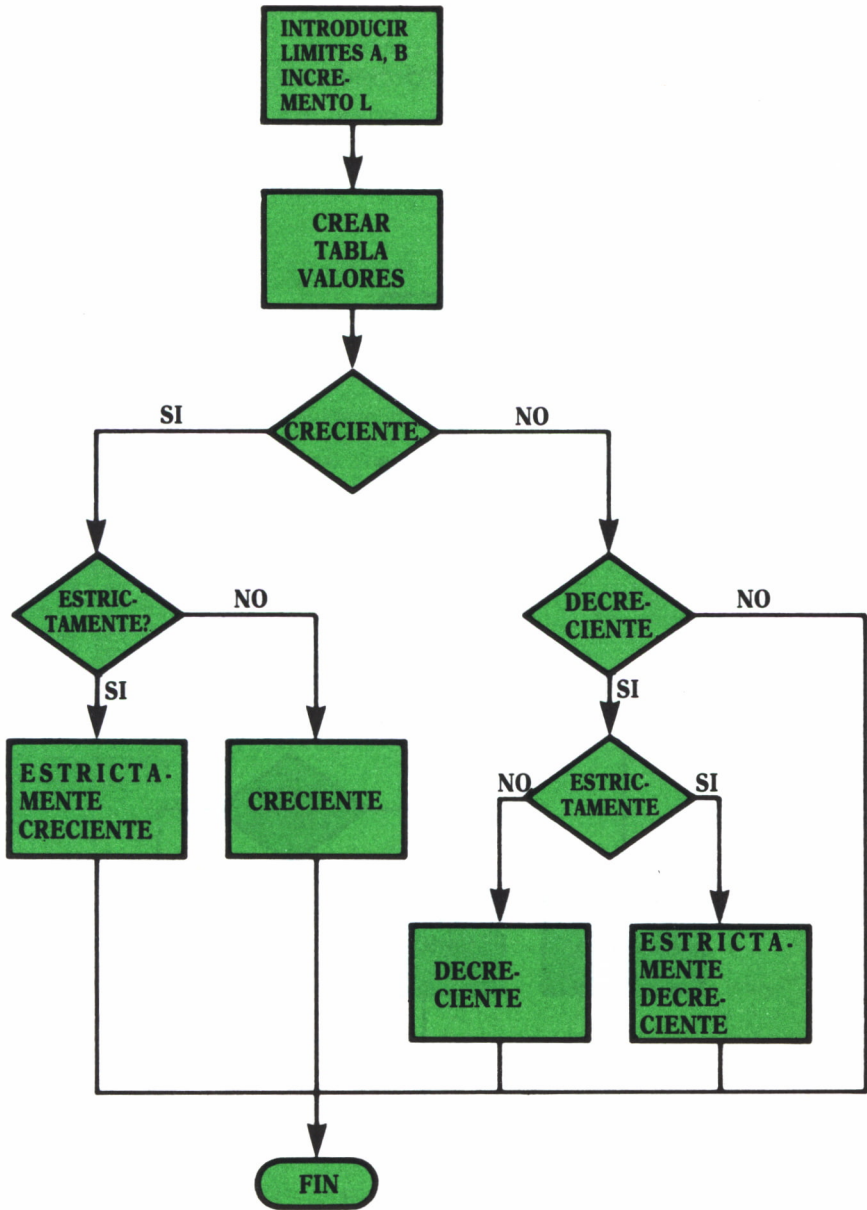 INTRODUCIR
LIMITES A, B
INCRE-
MENTO L
CREAR
TABLA
VALORES
CRECIENTE
SI
NO
ESTRIC-
TAMENTE?
NO
SI
DECRE-
CIENTE
NO
SI
ESTRICTA-
MENTE
CRECIENTE
CRECIENTE
ESTRIC-
TAMENTE
NO
SI
DECRE-
CIENTE
ESTRICTA-
MENTE
DECRE-
CIENTE
FIN